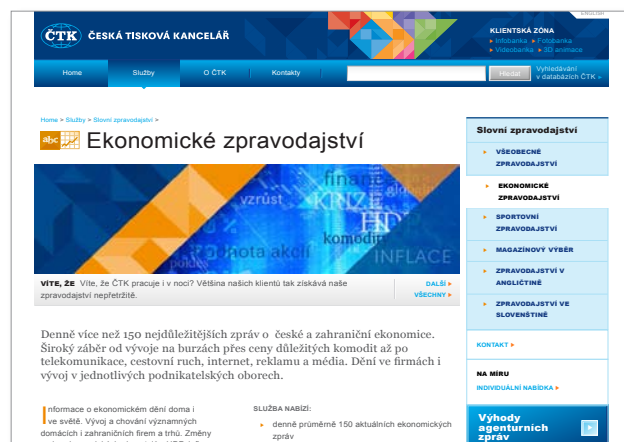 ENGLISH
ČTK ČESKÁ TISKOVÁ KANCELÁŘ
KLIENTSKÁ ZÓNA
Infobanka Fotobanka
Videobanka 3D animace
Home Služby O ČTK Kontakty
Hledat
Vyhledávání
v databázích ČTK »
Home > Služby > Slovní zpravodajství >
abc Ekonomické zpravodajství
finance
globální
vzrůst
KRIZE
HDP
komodity
hodnota akcií
pokles
INFLACE
VÍTE, ŽE Víte, že ČTK pracuje i v noci? Většina našich klientů tak získává naše
zpravodajství nepřetržitě.
DALŠÍ
VŠECHNY
Denně více než 150 nejdůležitějších zpráv o české a zahraniční ekonomice.
Široký záběr od vývoje na burzách přes ceny důležitých komodit až po
telekomunikace, cestovní ruch, internet, reklamu a média. Dění ve firmách i
vývoj v jednotlivých podnikatelských oborech.
Informace o ekonomickém dění doma i
ve světě. Vývoj a chování významných
domácích i zahraničních firem a trhů. Změny
SLUŽBA NABÍZÍ:
denně průměrně 150 aktuálních ekonomických
zpráv
Slovní zpravodajství
VŠEOBECNÉ
ZPRAVODAJSTVÍ
EKONOMICKÉ
ZPRAVODAJSTVÍ
SPORTOVNÍ
ZPRAVODAJSTVÍ
MAGAZÍNOVÝ VÝBĚR
ZPRAVODAJSTVÍ V
ANGLIČTINĚ
ZPRAVODAJSTVÍ VE
SLOVENŠTINĚ
KONTAKT
NA MÍRU
INDIVIDUÁLNÍ NABÍDKA
Výhody
agenturních
zpráv